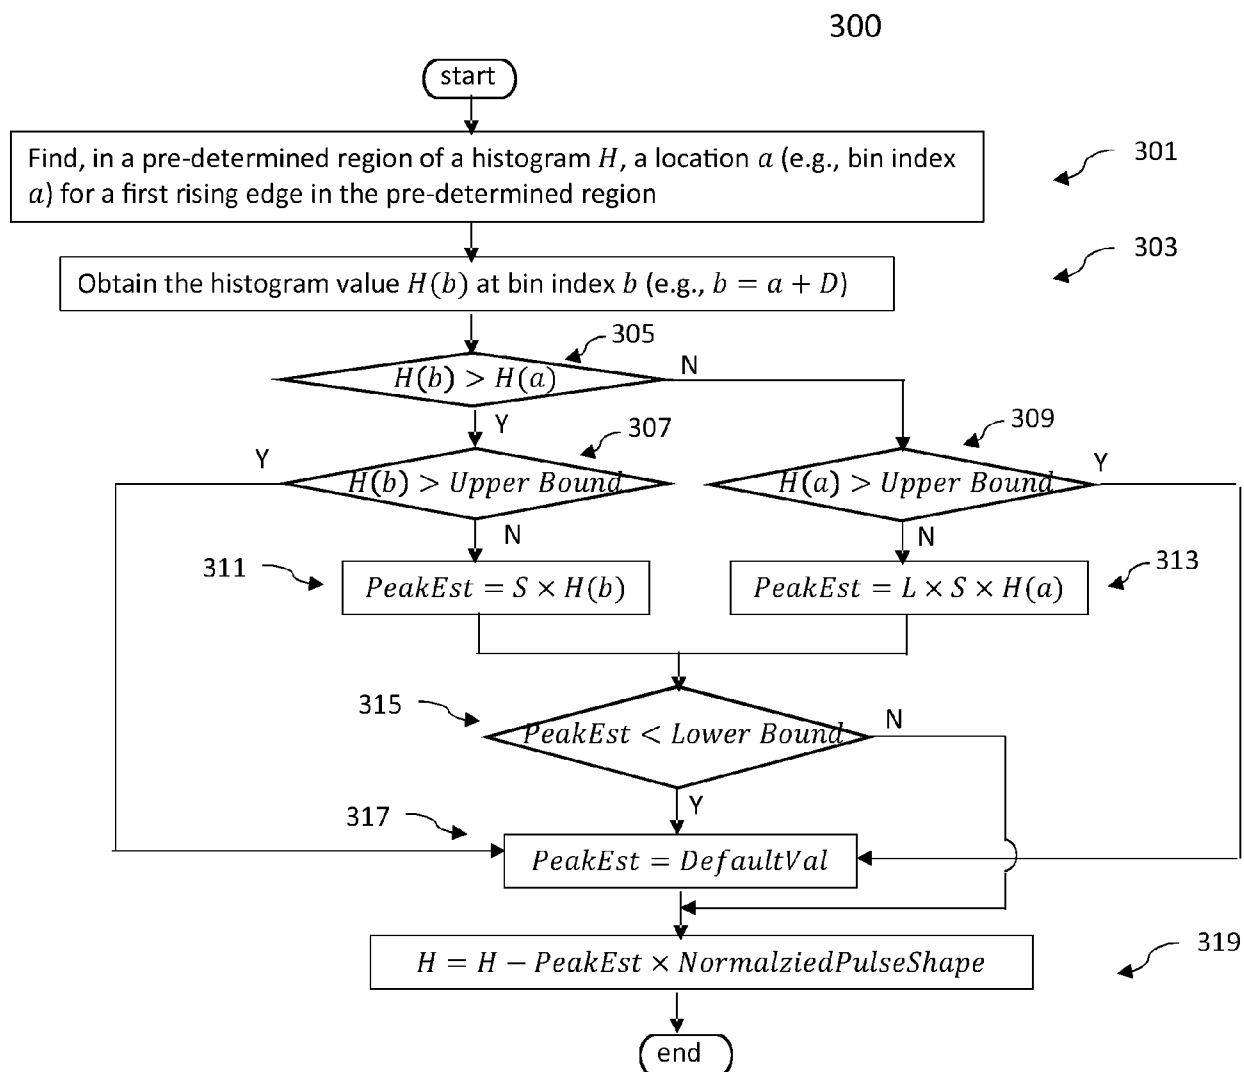 300
start
Find, in a pre-determined region of a histogram H, a location a (e.g., bin index
a) for a first rising edge in the pre-determined region
301
Obtain the histogram value H(b) at bin index b (e.g., b = a + D)
303
305
H(b) > H(a)
N
Y
307
309
Y
H(b) > Upper Bound
H(a) > Upper Bound
Y
N
N
311
PeakEst = S × H(b)
PeakEst = L × S × H(a)
313
315
PeakEst < Lower Bound
N
Y
317
PeakEst = DefaultVal
H = H − PeakEst × NormalziedPulseShape
319
end